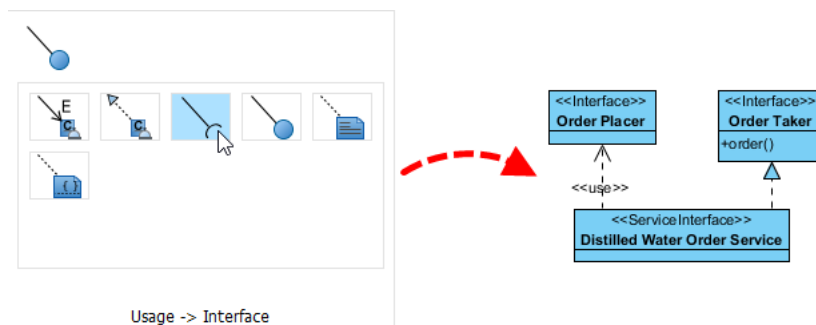 E
C
C
{}
Usage -> Interface
<<Interface>>
Order Placer
<<Interface>>
Order Taker
+order()
<<use>>
<<ServiceInterface>>
Distilled Water Order Service